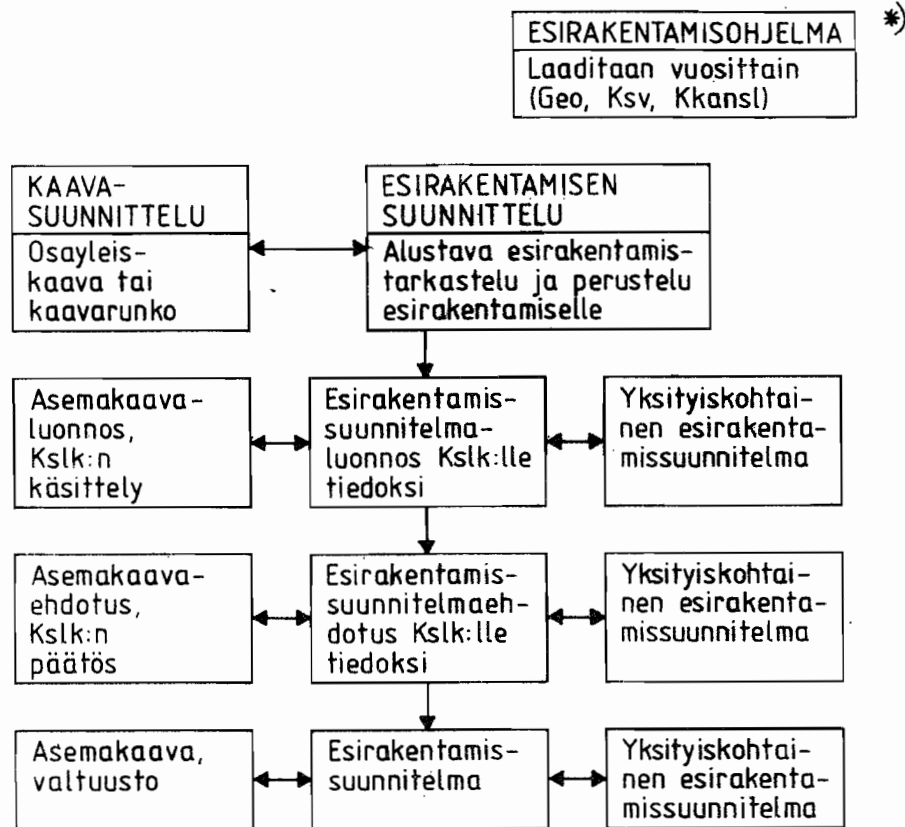 ESIRAKENTAMISOHJELMA
*)
Laaditaan vuosittain
(Geo, Ksv, Kkansl)
KAAVA-
SUUNNITTELU
Osayleis-
kaava tai
kaavarunko
ESIRAKENTAMISEN
SUUNNITTELU
Alustava esirakentamis-
tarkastelu ja perustelu
esirakentamiselle
Asemakaava-
luonnos,
Kslk:n
käsittely
Esirakentamis-
suunnitelma-
luonnos Kslk:lle
tiedoksi
Yksityiskohtai-
nen esirakenta-
missuunnitelma
Asemakaava-
ehdotus,
Kslk:n
päätös
Esirakentamis-
suunnitelmaeh-
dotus Kslk:lle
tiedoksi
Yksityiskohtai-
nen esirakenta-
missuunnitelma
Asemakaava,
valtuusto
Esirakentamis-
suunnitelma
Yksityiskohtai-
nen esirakenta-
missuunnitelma